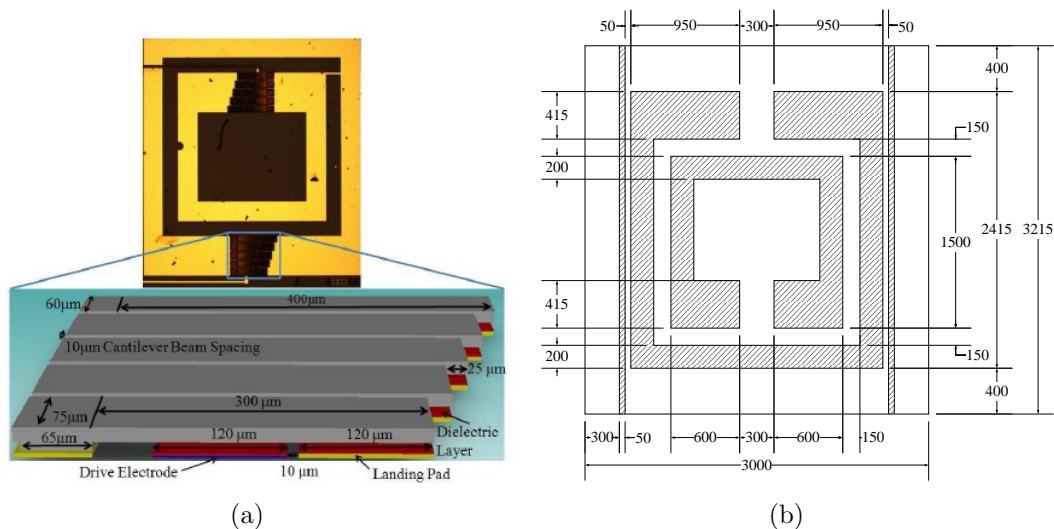 400μm
60μm
10μm Cantilever Beam Spacing
25 μm
300 μm
75μm
65μm
120 μm
120 μm
Dielectric
Layer
Drive Electrode
10 μm
Landing Pad
(a)
50
950
300
950
50
400
415
150
200
1500
2415
3215
415
200
150
400
300
50
600
300
600
150
3000
(b)